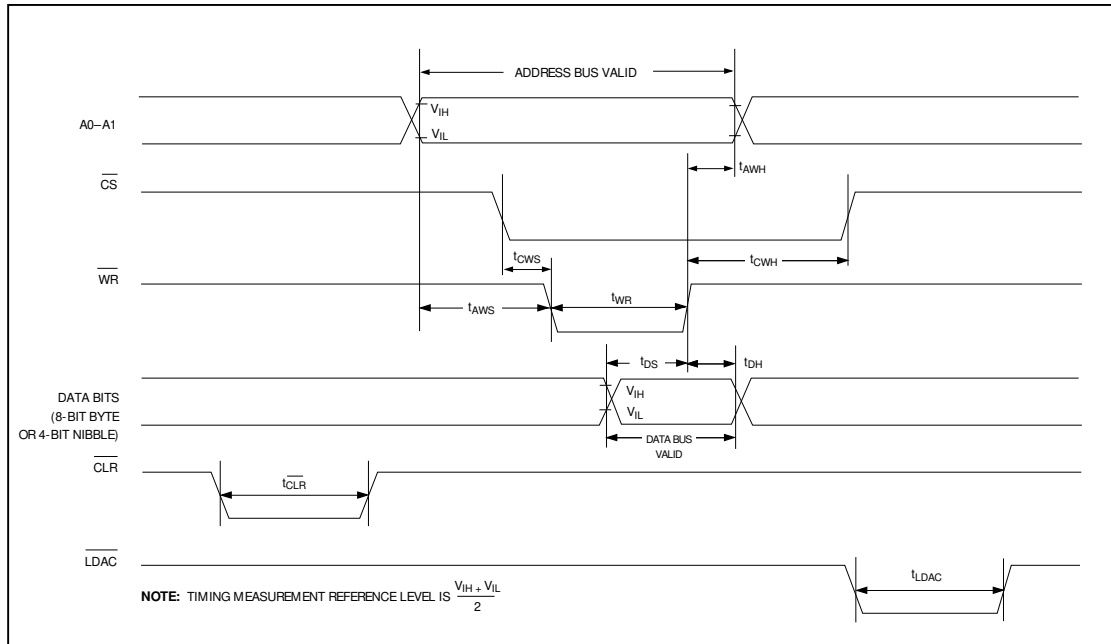 ADDRESS BUS VALID
A0–A1
VIH
VIL
tAWH
CS
tCWS
tCWH
WR
tAWS
tWR
tDS
tDH
DATA BITS
(8-BIT BYTE
OR 4-BIT NIBBLE)
VIH
VIL
DATA BUS
VALID
CLR
tCLR
LDAC
tLDAC
NOTE: TIMING MEASUREMENT REFERENCE LEVEL IS VIH + VIL
2